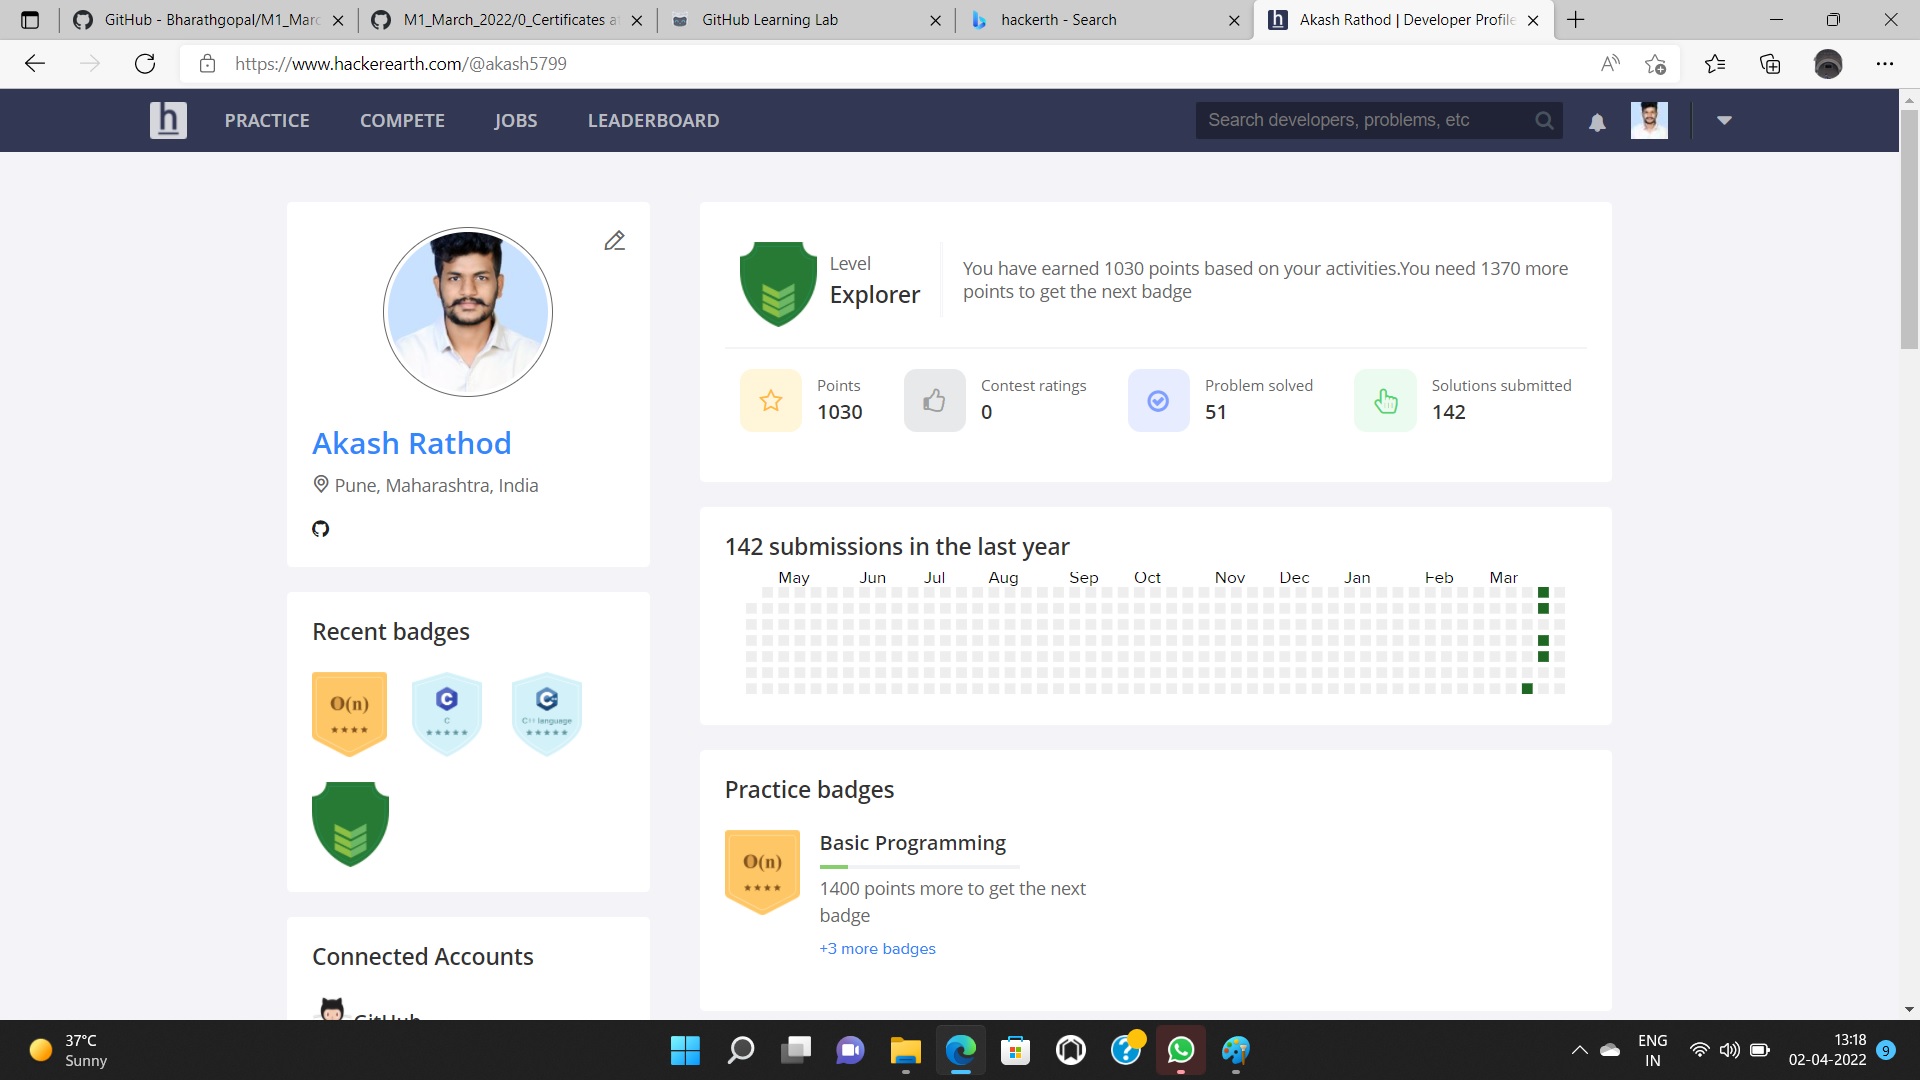 GitHub - Bharathgopal/M1_Marc
M1_March_2022/0_Certificates a
GitHub Learning Lab
hackerth - Search
Akash Rathod | Developer Profile
https://www.hackerearth.com/@akash5799
h PRACTICE COMPETE JOBS LEADERBOARD Search developers, problems, etc
Akash Rathod
Pune, Maharashtra, India
Level
Explorer
You have earned 1030 points based on your activities.You need 1370 more
points to get the next badge
Points
1030
Contest ratings
0
Problem solved
51
Solutions submitted
142
142 submissions in the last year
May Jun Jul Aug Sep Oct Nov Dec Jan Feb Mar
Recent badges
O(n)
C
C
C++ language
Practice badges
O(n)
Basic Programming
1400 points more to get the next
badge
+3 more badges
Connected Accounts
GitHub
37°C
Sunny
ENG
IN
13:18
02-04-2022
9